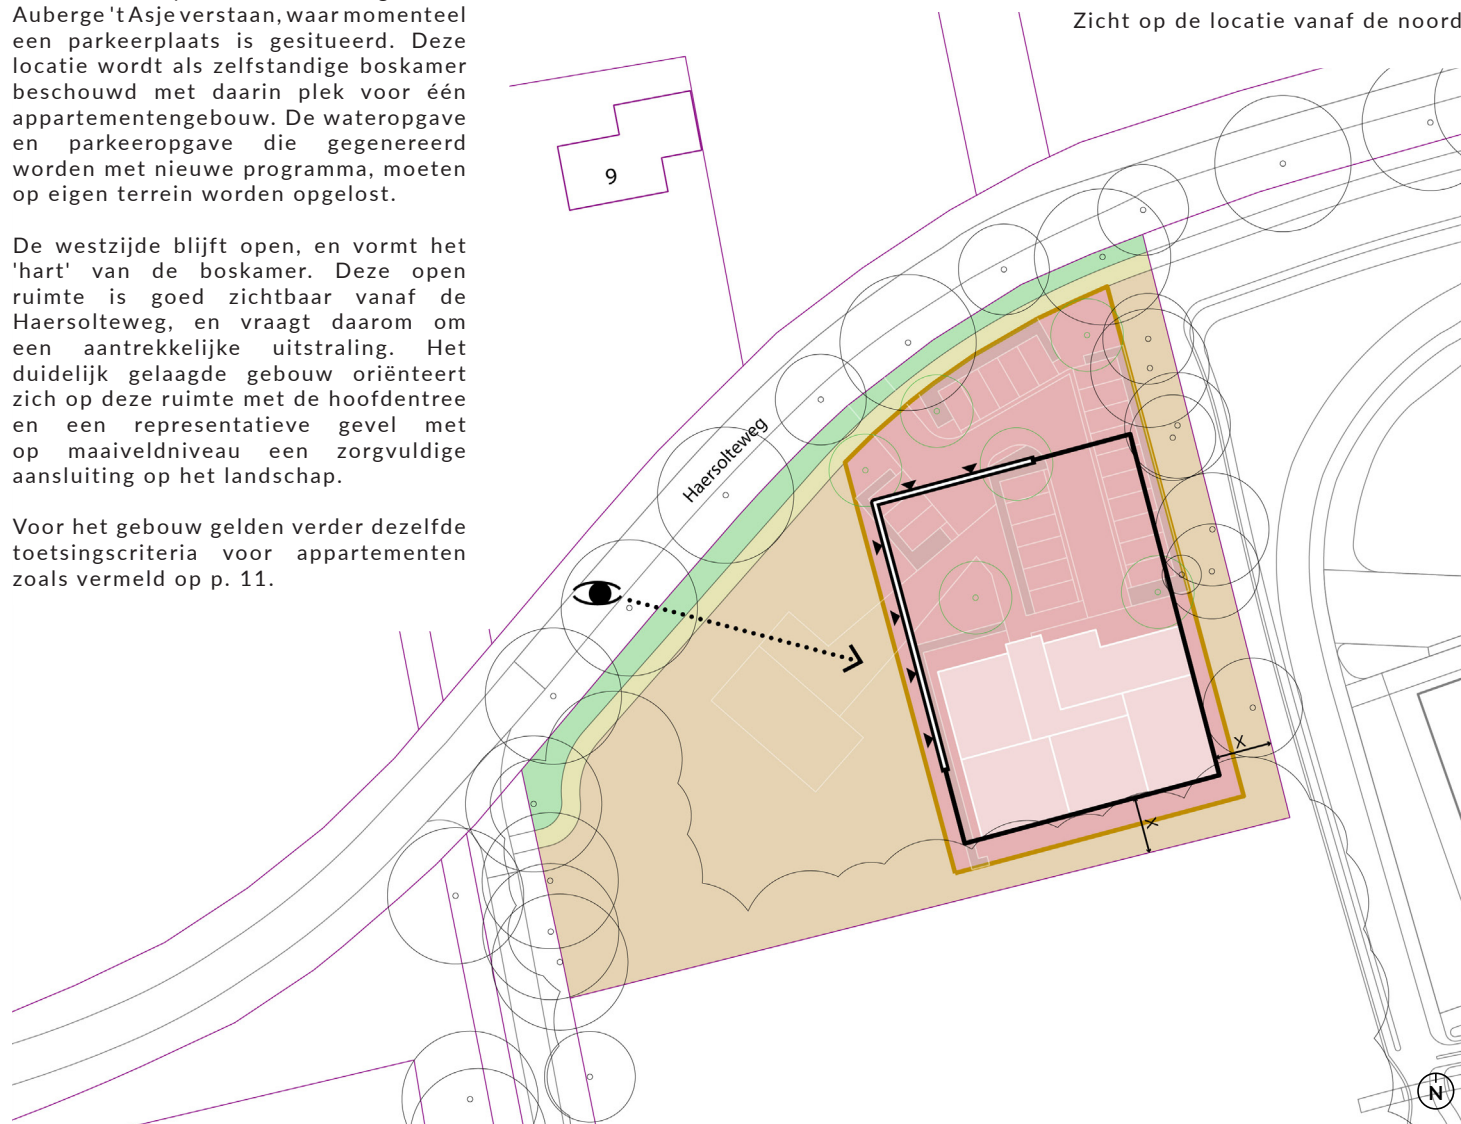 Auberge 't Asje verstaan, waar momenteel
een parkeerplaats is gesitueerd. Deze
locatie wordt als zelfstandige boskamer
beschouwd met daarin plek voor één
appartementengebouw. De wateropgave
en parkeeropgave die gegenereerd
worden met nieuwe programma, moeten
op eigen terrein worden opgelost.

De westzijde blijft open, en vormt het
'hart' van de boskamer. Deze open
ruimte is goed zichtbaar vanaf de
Haersolteweg, en vraagt daarom om
een aantrekkelijke uitstraling. Het
duidelijk gelaagde gebouw oriënteert
zich op deze ruimte met de hoofdentree
en een representatieve gevel met
op maaiveldniveau een zorgvuldige
aansluiting op het landschap.

Voor het gebouw gelden verder dezelfde
toetsingscriteria voor appartementen
zoals vermeld op p. 11.

Zicht op de locatie vanaf de noord
9
Haersolteweg
X
X
N